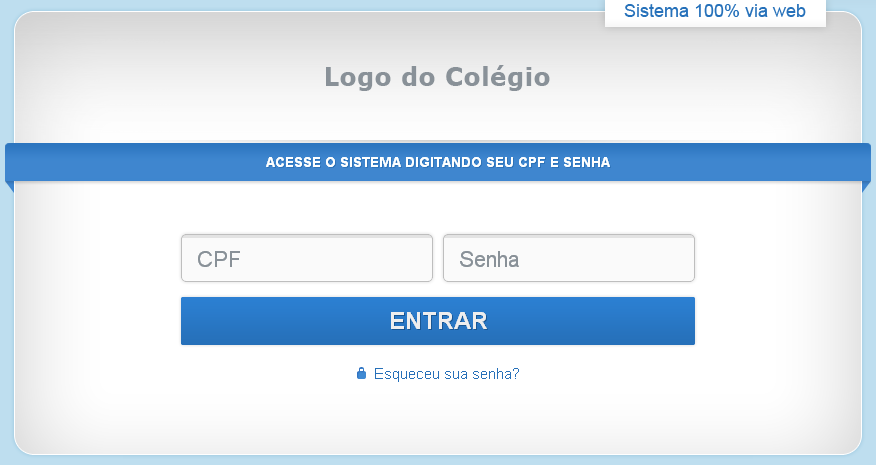 Sistema 100% via web
Logo do Colégio
ACESSE O SISTEMA DIGITANDO SEU CPF E SENHA
CPF
Senha
ENTRAR
Esqueceu sua senha?